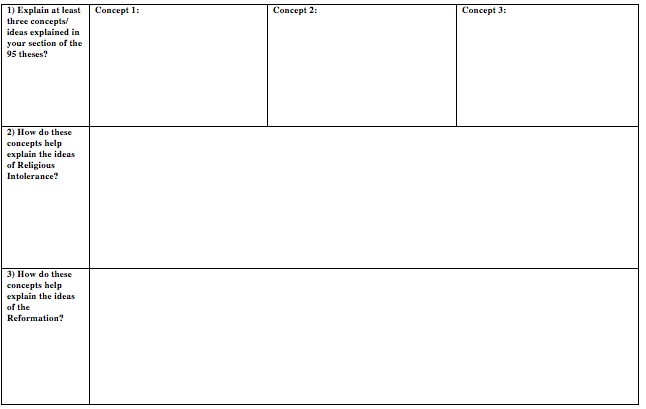 1) Explain at least
three concepts/
ideas explained in
your section of the
95 theses?
Concept 1:
Concept 2:
Concept 3:
2) How do these
concepts help
explain the ideas
of Religious
Intolerance?
3) How do these
concepts help
explain the ideas
of the
Reformation?